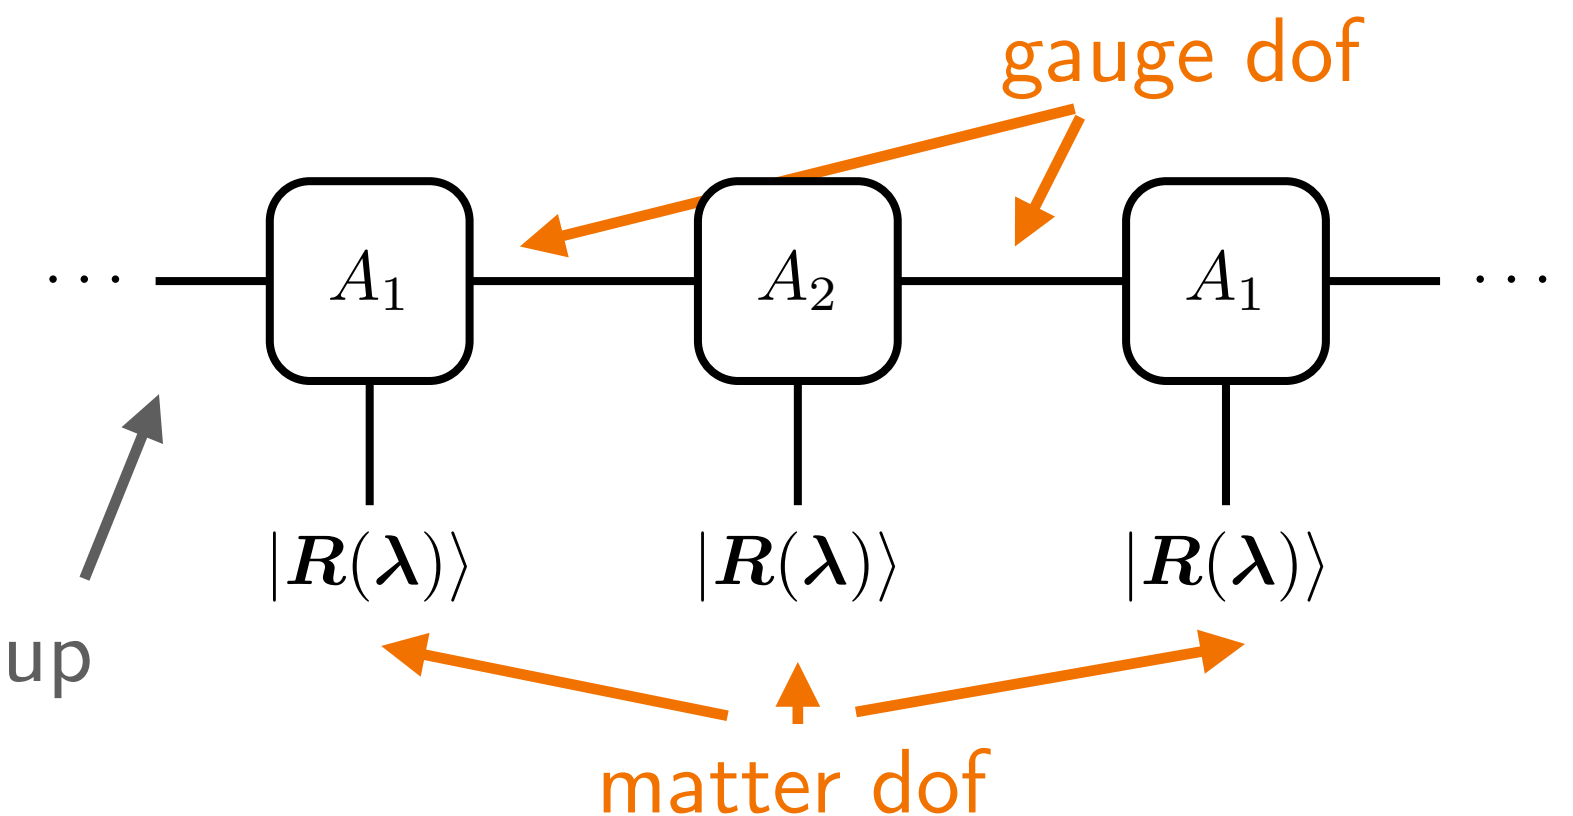 gauge dof
··· A₁ A₂ A₁ ···
|R(λ)⟩ |R(λ)⟩ |R(λ)⟩
up
matter dof